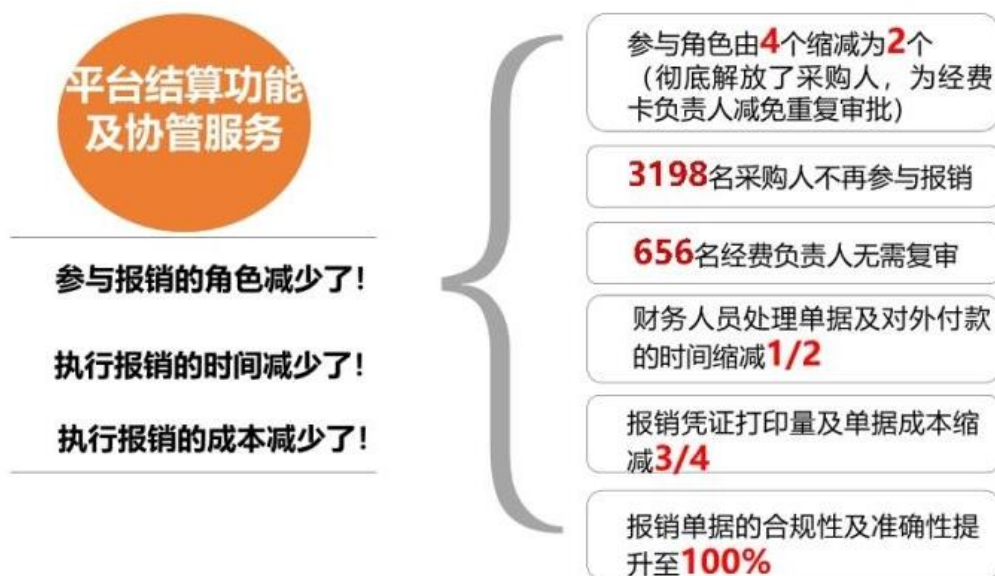 平台结算功能
及协管服务
参与报销的角色减少了!
执行报销的时间减少了!
执行报销的成本减少了!
参与角色由4个缩减为2个
（彻底解放了采购人，为经费
卡负责人减免重复审批）
3198名采购人不再参与报销
656名经费负责人无需复审
财务人员处理单据及对外付款
的时间缩减1/2
报销凭证打印量及单据成本缩
减3/4
报销单据的合规性及准确性提
升至100%